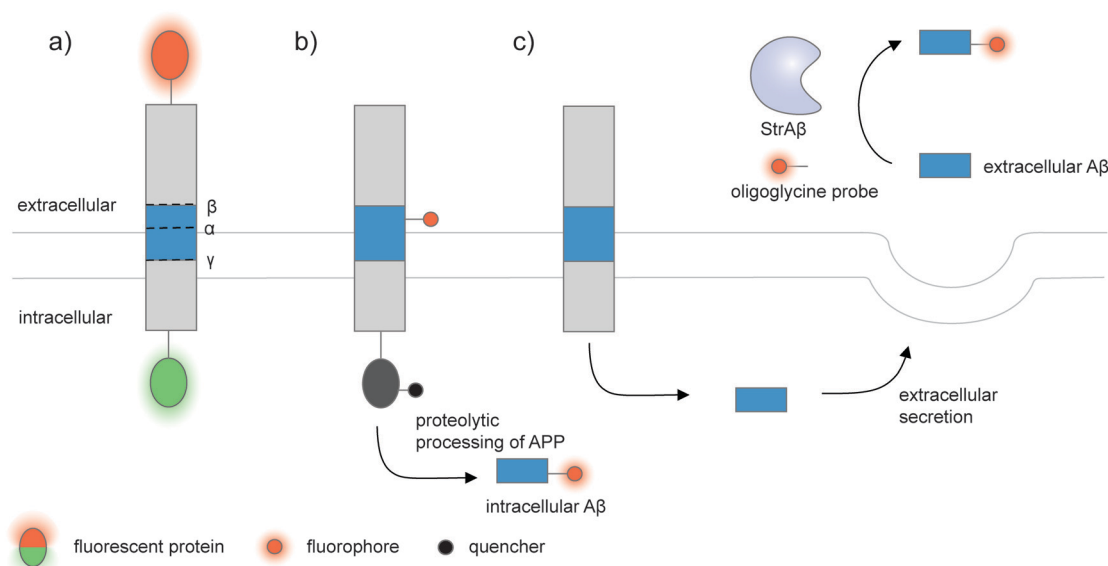 a)
b)
c)
StrAβ
oligoglycine probe
extracellular Aβ
extracellular
β
α
γ
intracellular
proteolytic
processing of APP
intracellular Aβ
extracellular
secretion
fluorescent protein
fluorophore
quencher